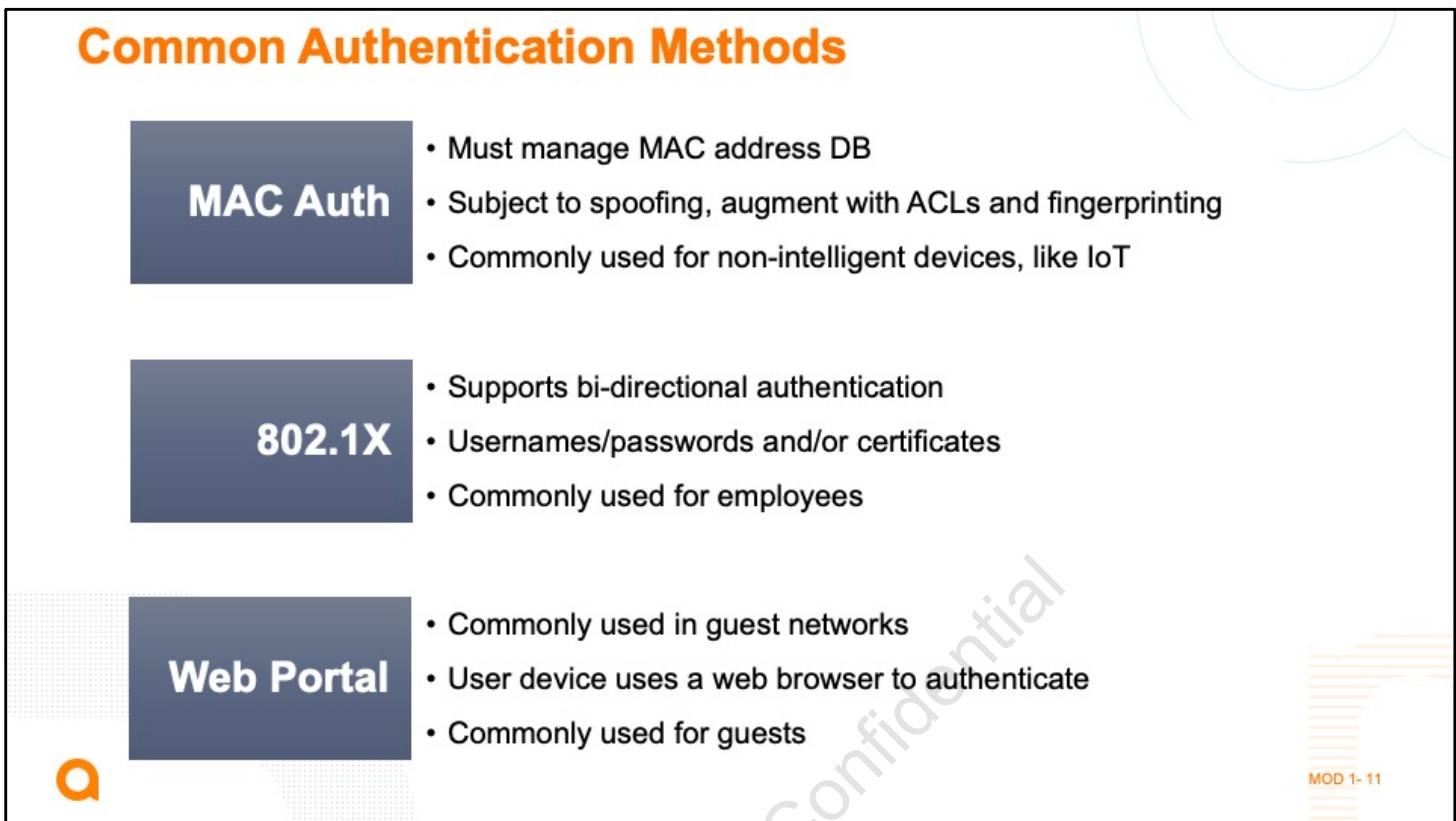 Common Authentication Methods
MAC Auth
• Must manage MAC address DB
• Subject to spoofing, augment with ACLs and fingerprinting
• Commonly used for non-intelligent devices, like IoT
802.1X
• Supports bi-directional authentication
• Usernames/passwords and/or certificates
• Commonly used for employees
Web Portal
• Commonly used in guest networks
• User device uses a web browser to authenticate
• Commonly used for guests
Confidential
MOD 1- 11